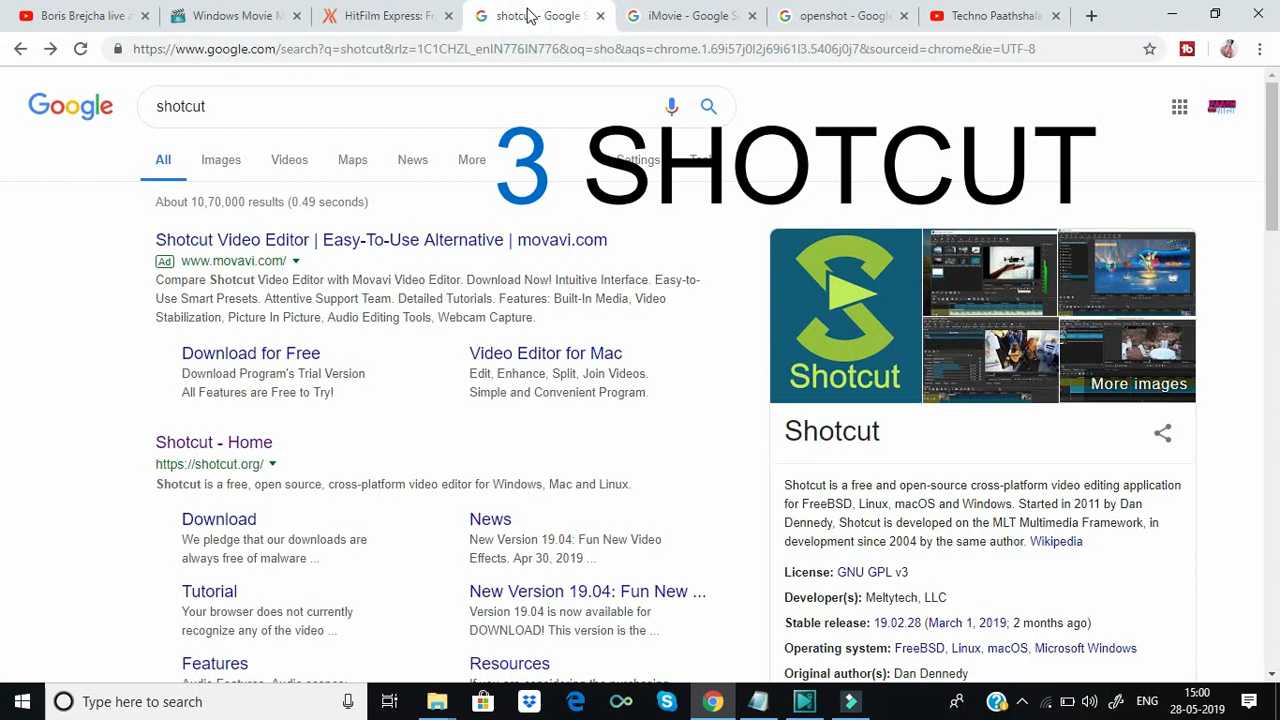 Boris Brejcha live a
Windows Movie M
HitFilm Express: Fr
shotcut - Google S
iMovie - Google Se
openshot - Google
Techno Paathshala
https://www.google.com/search?q=shotcut&rlz=1C1CHZL_enIN776IN776&oq=sho&aqs=chrome.1.69i57j0l2j69i61l3.5406j0j7&sourceid=chrome&ie=UTF-8
Google
shotcut
3 SHOTCUT
All Images Videos Maps News More Settings
About 10,70,000 results (0.49 seconds)
Shotcut Video Editor | Easy-To-Use Alternative | movavi.com
Ad www.movavi.com/
Compare Shotcut Video Editor with Movavi Video Editor. Download Now! Intuitive Interface. Easy-to-
Use Smart Presets. Attentive Support Team. Detailed Tutorials. Features: Built-In Media, Video
Stabilization, Picture In Picture, Audio Editing Tools, Webcam Capture.
Download for Free
Download Program's Trial Version
All Features are Free to Try!
Video Editor for Mac
Cut, Enhance, Split, Join Videos.
Simple and Convenient Program.
Shotcut - Home
https://shotcut.org/
Shotcut is a free, open source, cross-platform video editor for Windows, Mac and Linux.
Download
We pledge that our downloads are
always free of malware ...
News
New Version 19.04: Fun New Video
Effects. Apr 30, 2019 ...
Tutorial
Your browser does not currently
recognize any of the video ...
New Version 19.04: Fun New ...
Version 19.04 is now available for
DOWNLOAD! This version is the ...
Features
Resources
Shotcut
More images
Shotcut
Shotcut is a free and open-source cross-platform video editing application
for FreeBSD, Linux, macOS and Windows. Started in 2011 by Dan
Dennedy, Shotcut is developed on the MLT Multimedia Framework, in
development since 2004 by the same author. Wikipedia
License: GNU GPL v3
Developer(s): Meltytech, LLC
Stable release: 19.02.28 (March 1, 2019; 2 months ago)
Operating system: FreeBSD, Linux, macOS, Microsoft Windows
Original author(s): Dan Dennedy
Type here to search
ENG
15:00
28-05-2019